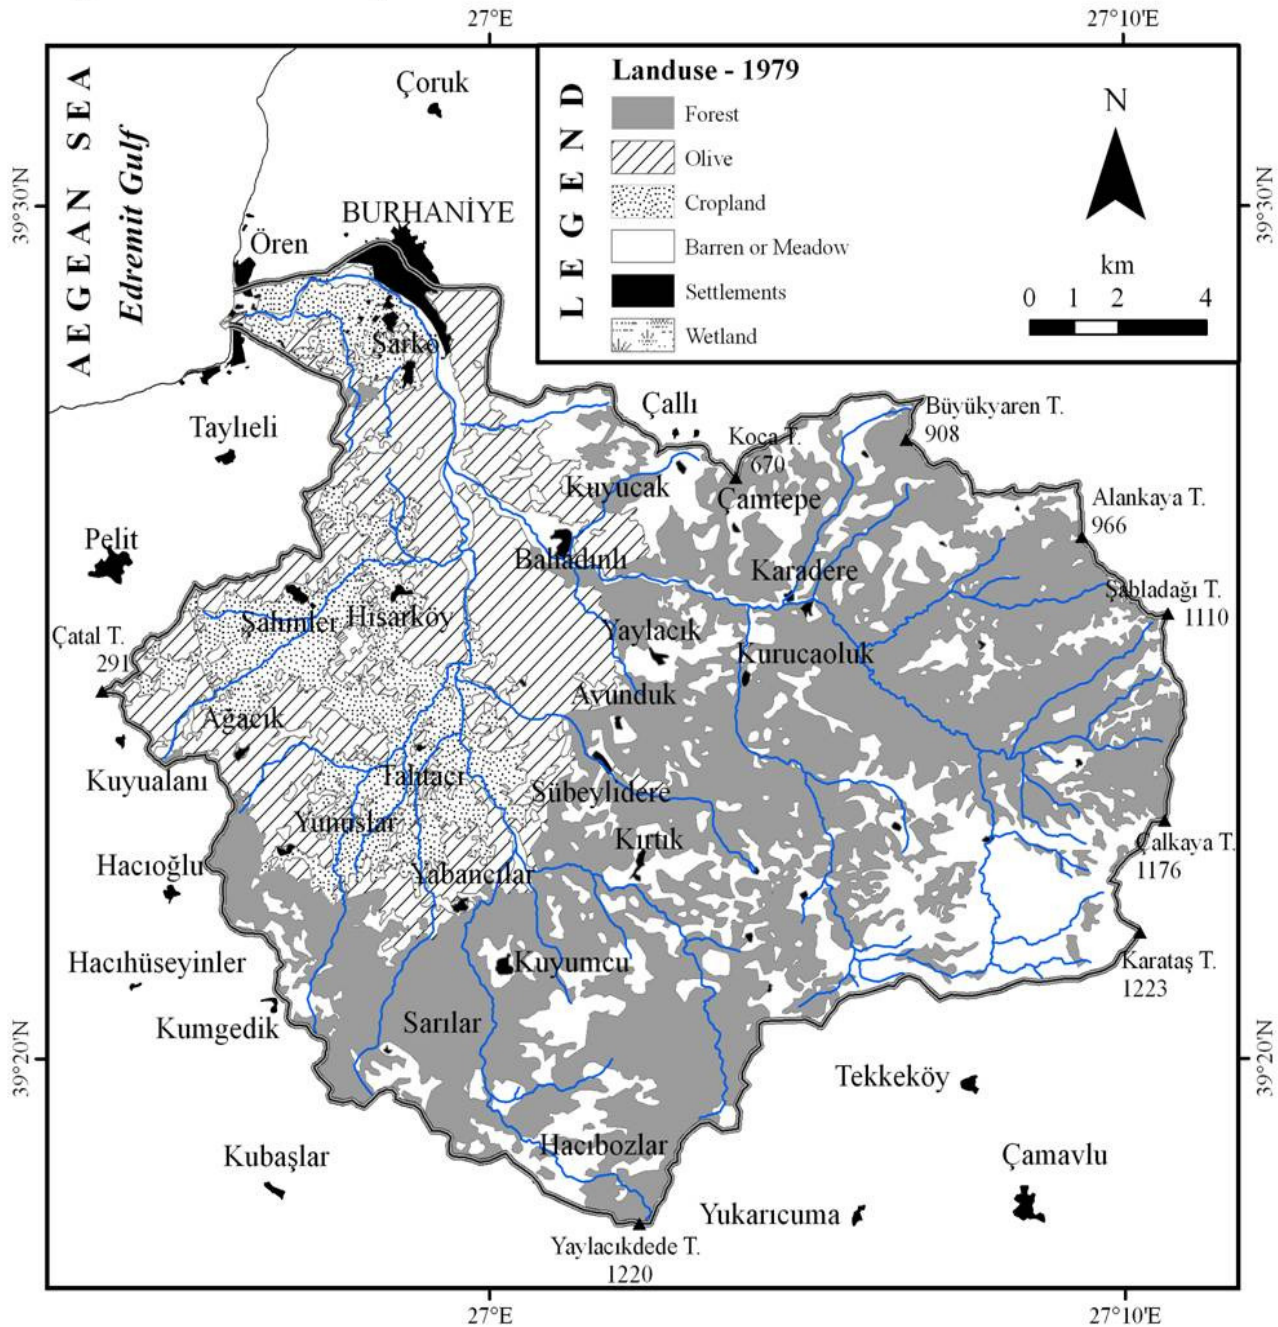 27°E
27°10'E
AEGEAN SEA
Edremit Gulf
Çoruk
LEGEND
Landuse - 1979
Forest
Olive
Cropland
Barren or Meadow
Settlements
Wetland
N
km
0 1 2 4
39°30'N
39°30'N
BURHANİYE
Ören
Şarköy
Taylıeli
Çallı
Koca T.
670
Büyükyaren T.
908
Kuyucak
Çamtepe
Alankaya T.
966
Pelit
Bahadınlı
Karadere
Şabladağı T.
1110
Şahinler
Hisarköy
Çatal T.
291
Yaylacık
Kurucaoluk
Avunduk
Ağacık
Kuyualanı
Tahtacı
Sübeylidere
Yunuslar
Kırtık
Çalkaya T.
1176
Hacıoğlu
Yabancılar
Hacıhüseyinler
Kuyumcu
Karataş T.
1223
Kumgedik
Sarılar
39°20'N
39°20'N
Tekkeköy
Hacıbozlar
Kubaşlar
Çamavlu
Yukarıcuma
Yaylacıkdede T.
1220
27°E
27°10'E